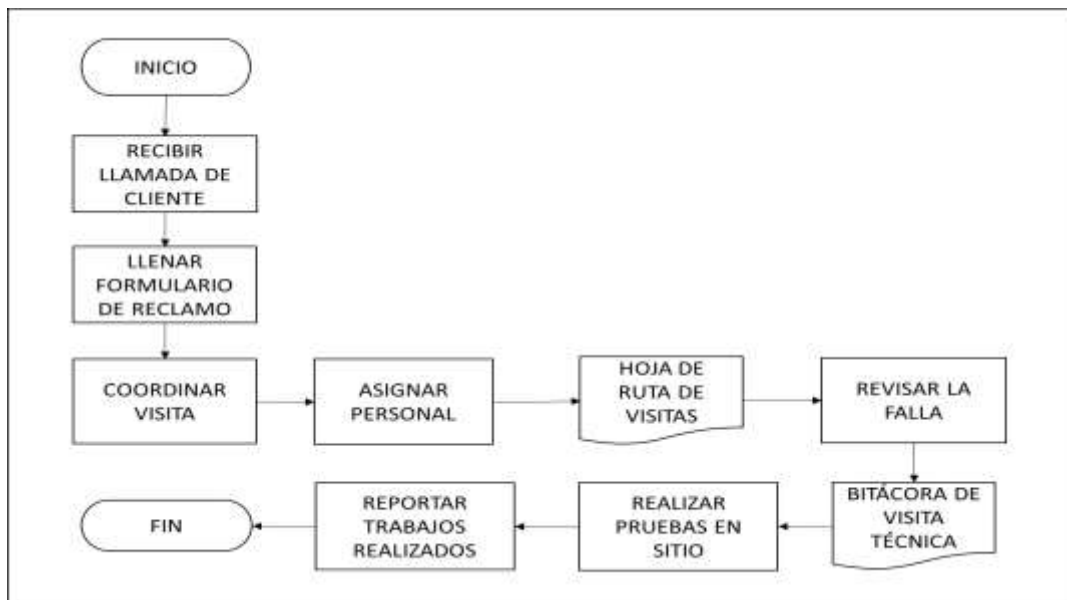 INICIO
RECIBIR
LLAMADA DE
CLIENTE
LLENAR
FORMULARIO
DE RECLAMO
COORDINAR
VISITA
ASIGNAR
PERSONAL
HOJA DE
RUTA DE
VISITAS
REVISAR LA
FALLA
BITÁCORA DE
VISITA
TÉCNICA
REALIZAR
PRUEBAS EN
SITIO
REPORTAR
TRABAJOS
REALIZADOS
FIN